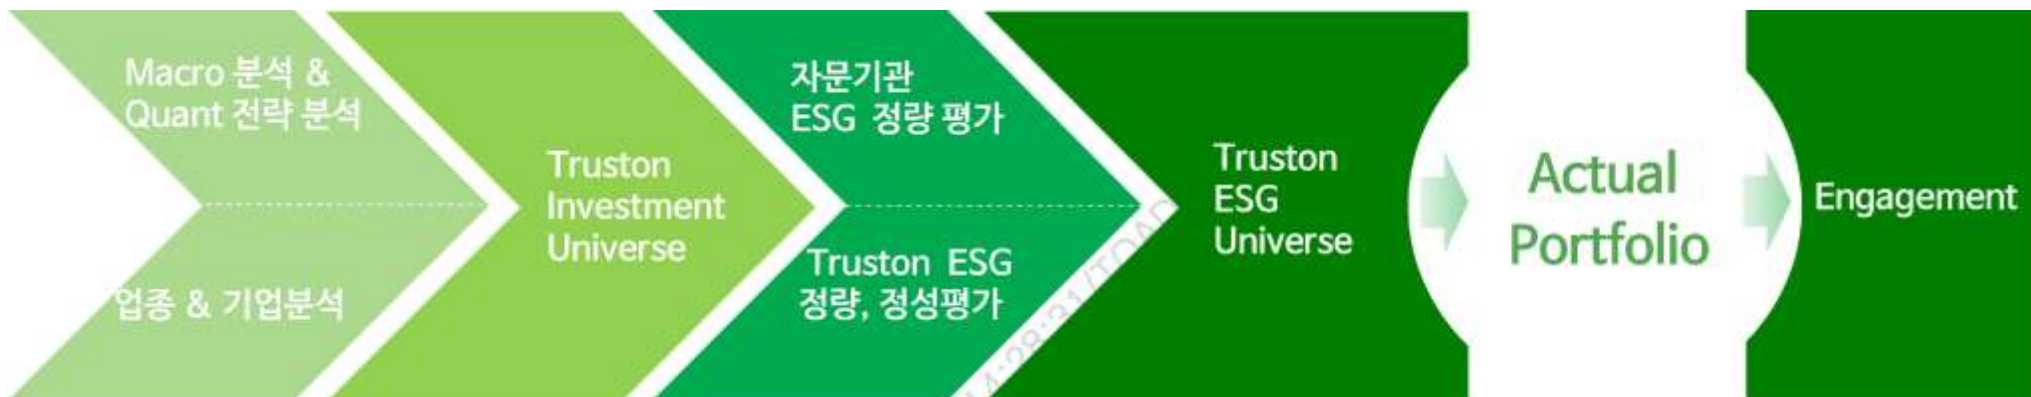 Macro 분석 &
Quant 전략 분석
업종 & 기업분석
Truston
Investment
Universe
자문기관
ESG 정량 평가
Truston ESG
정량, 정성평가
Truston
ESG
Universe
Actual
Portfolio
Engagement